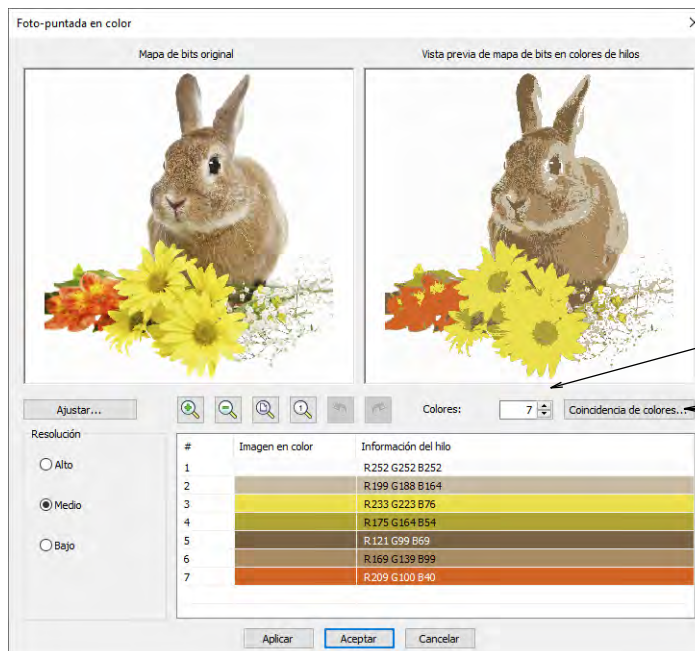 Foto-puntada en color
Mapa de bits original
Vista previa de mapa de bits en colores de hilos
Ajustar...
1
Colores:
7
Coincidencia de colores...
Resolución
Alto
Medio
Bajo
# Imagen en color Información del hilo
1 R252 G252 B252
2 R199 G188 B164
3 R233 G223 B76
4 R175 G164 B54
5 R121 G99 B69
6 R169 G139 B99
7 R209 G100 B40
Aplicar Aceptar Cancelar